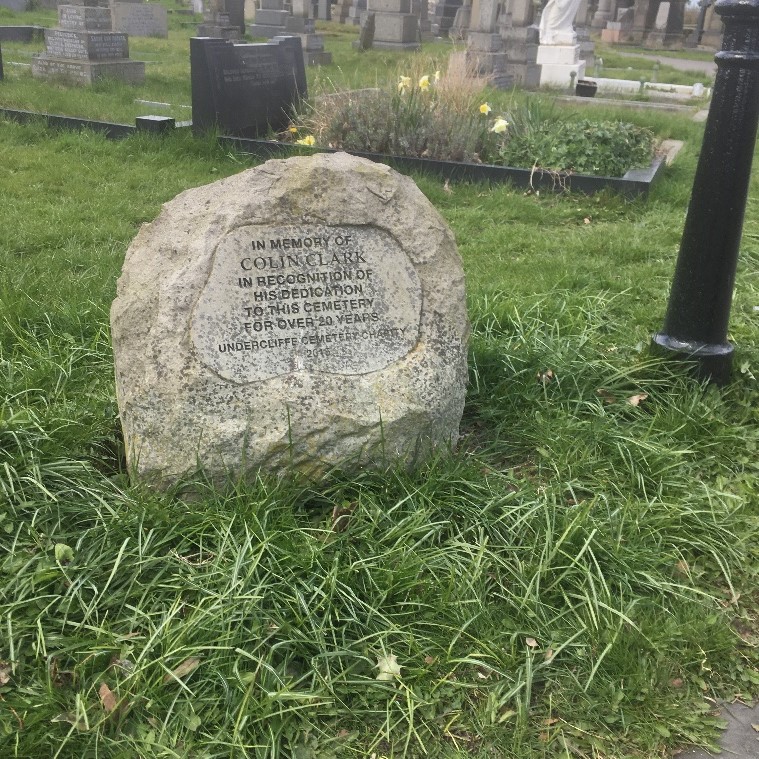 IN MEMORY OF
COLIN CLARK
IN RECOGNITION OF
HIS DEDICATION
TO THIS CEMETERY
FOR OVER 20 YEARS
UNDERCLIFFE CEMETERY CHARITY